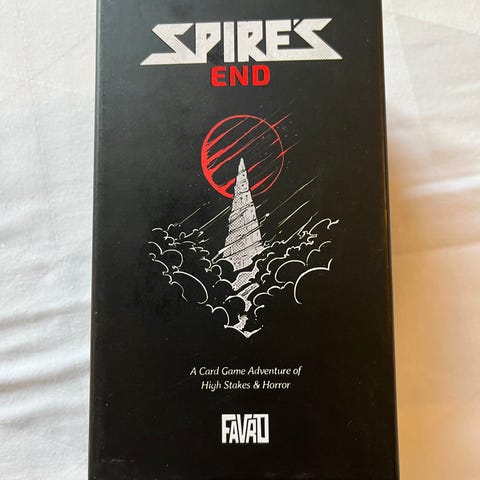 SPIRE'S
END
A Card Game Adventure of
High Stakes & Horror
FAVRO